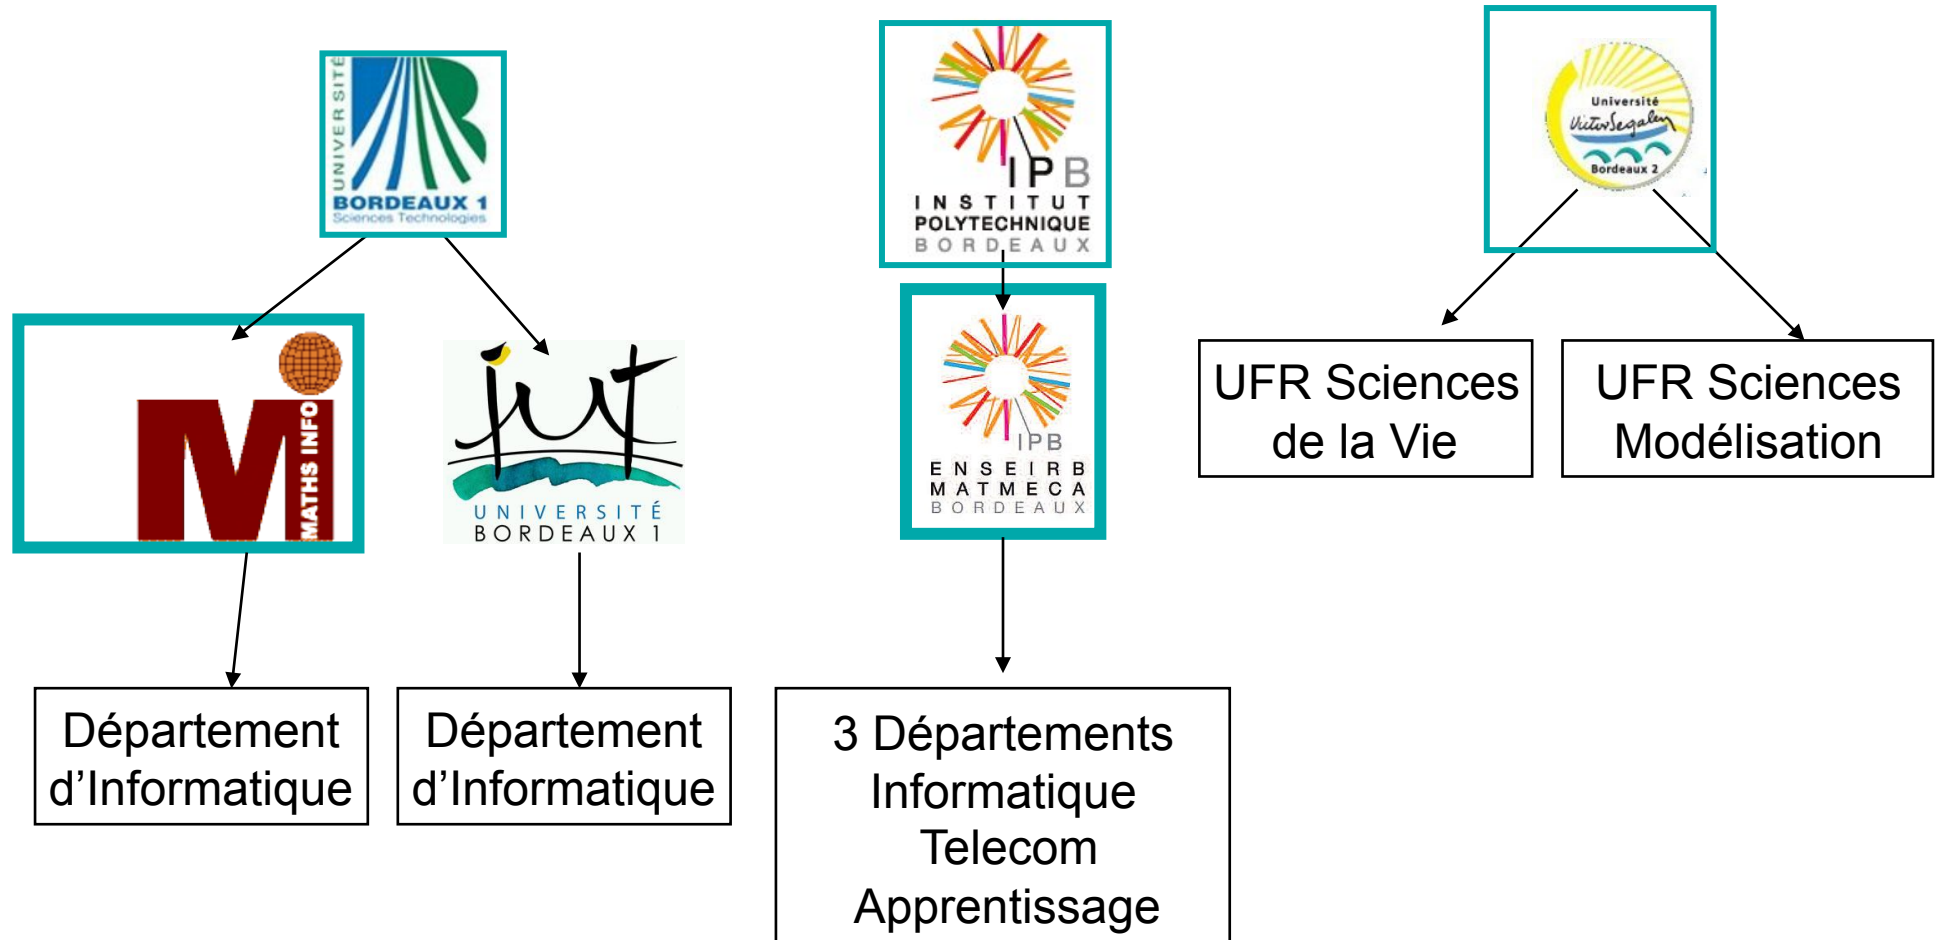 UNIVERSITÉ
BORDEAUX 1
Sciences Technologies
IPB
INSTITUT
POLYTECHNIQUE
BORDEAUX
Université
Victor Segalen
Bordeaux 2
Mi
MATHS INFO
iut
UNIVERSITÉ
BORDEAUX 1
IPB
ENSEIRB
MATMECA
BORDEAUX
UFR Sciences
de la Vie
UFR Sciences
Modélisation
Département
d’Informatique
Département
d’Informatique
3 Départements
Informatique
Telecom
Apprentissage